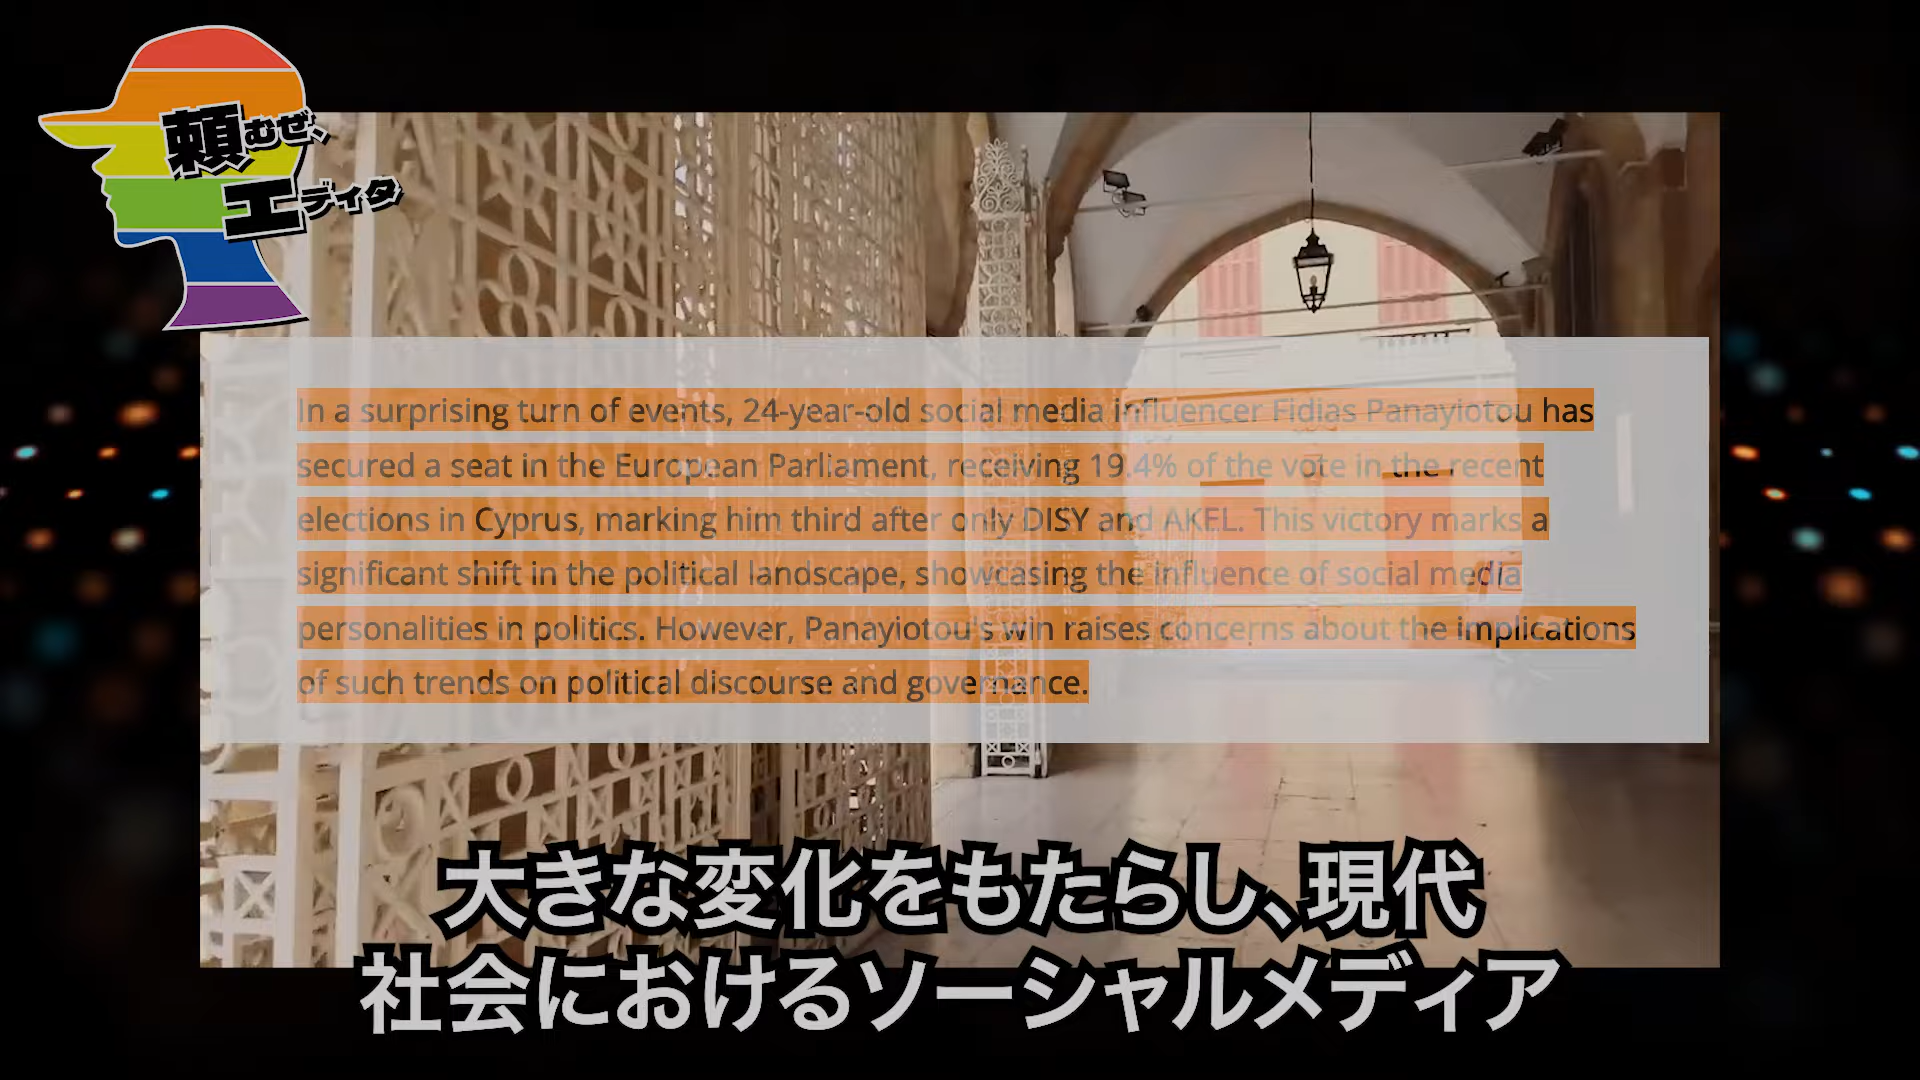 頼むぜ、
エディタ
In a surprising turn of events, 24-year-old social media influencer Fidias Panayiotou has
secured a seat in the European Parliament, receiving 19.4% of the vote in the recent
elections in Cyprus, marking him third after only DISY and AKEL. This victory marks a
significant shift in the political landscape, showcasing the influence of social media
personalities in politics. However, Panayiotou's win raises concerns about the implications
of such trends on political discourse and governance.
大きな変化をもたらし、現代
社会におけるソーシャルメディア